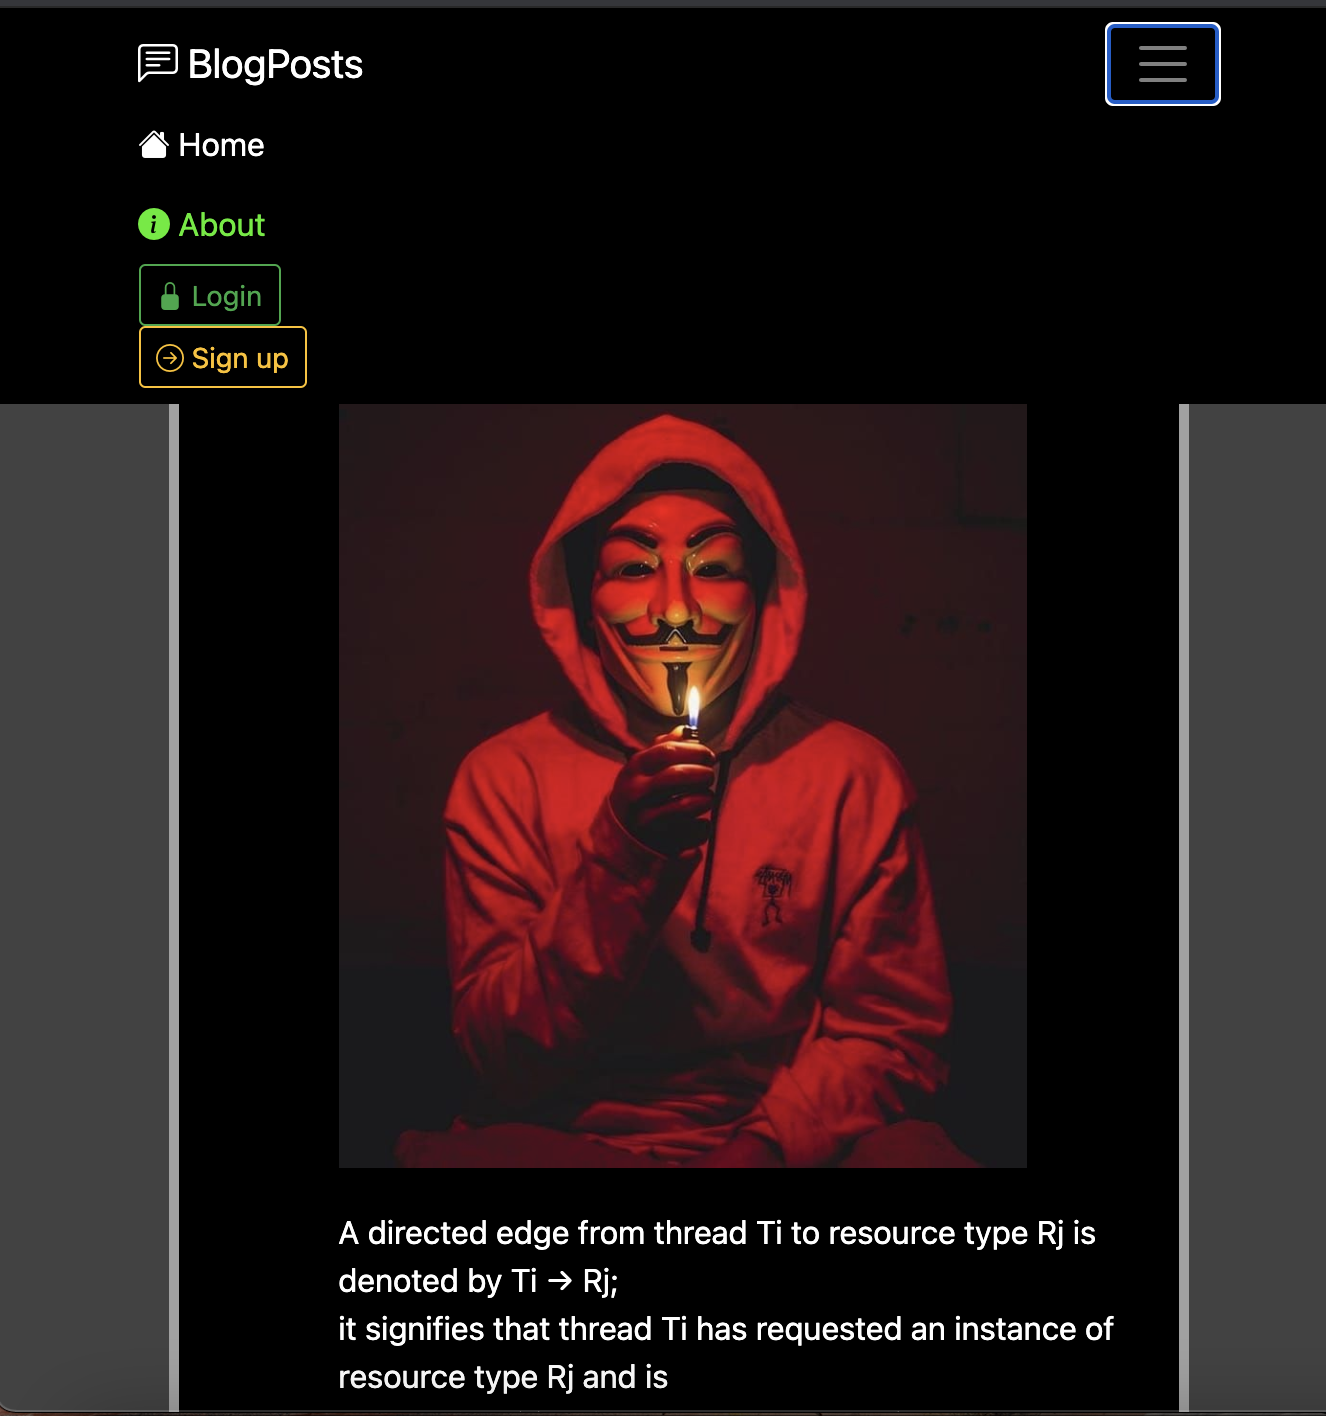 BlogPosts
Home
About
Login
Sign up
A directed edge from thread Ti to resource type Rj is
denoted by Ti → Rj;
it signifies that thread Ti has requested an instance of
resource type Rj and is